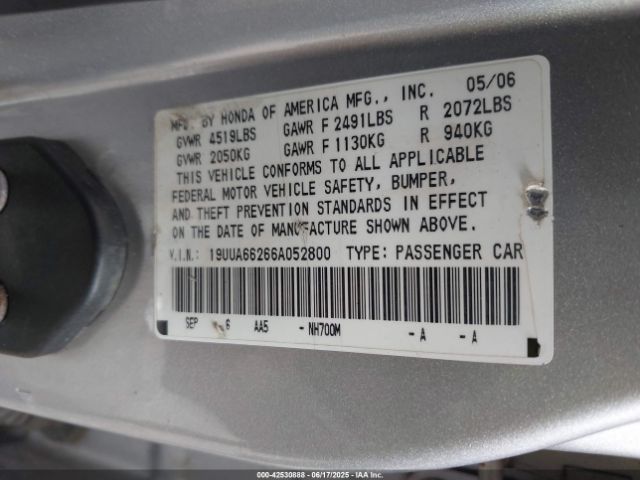 MFD. BY HONDA OF AMERICA MFG., INC. 05/06
GVWR 4519LBS GAWR F 2491LBS R 2072LBS
GVWR 2050KG GAWR F 1130KG R 940KG
THIS VEHICLE CONFORMS TO ALL APPLICABLE
FEDERAL MOTOR VEHICLE SAFETY, BUMPER,
AND THEFT PREVENTION STANDARDS IN EFFECT
ON THE DATE OF MANUFACTURE SHOWN ABOVE.
V.I.N.: 19UUA66266A052800 TYPE: PASSENGER CAR
SEP 6 AA5 -NH700M -A -A
00-42530888 - 06/17/2025 - IAA Inc.